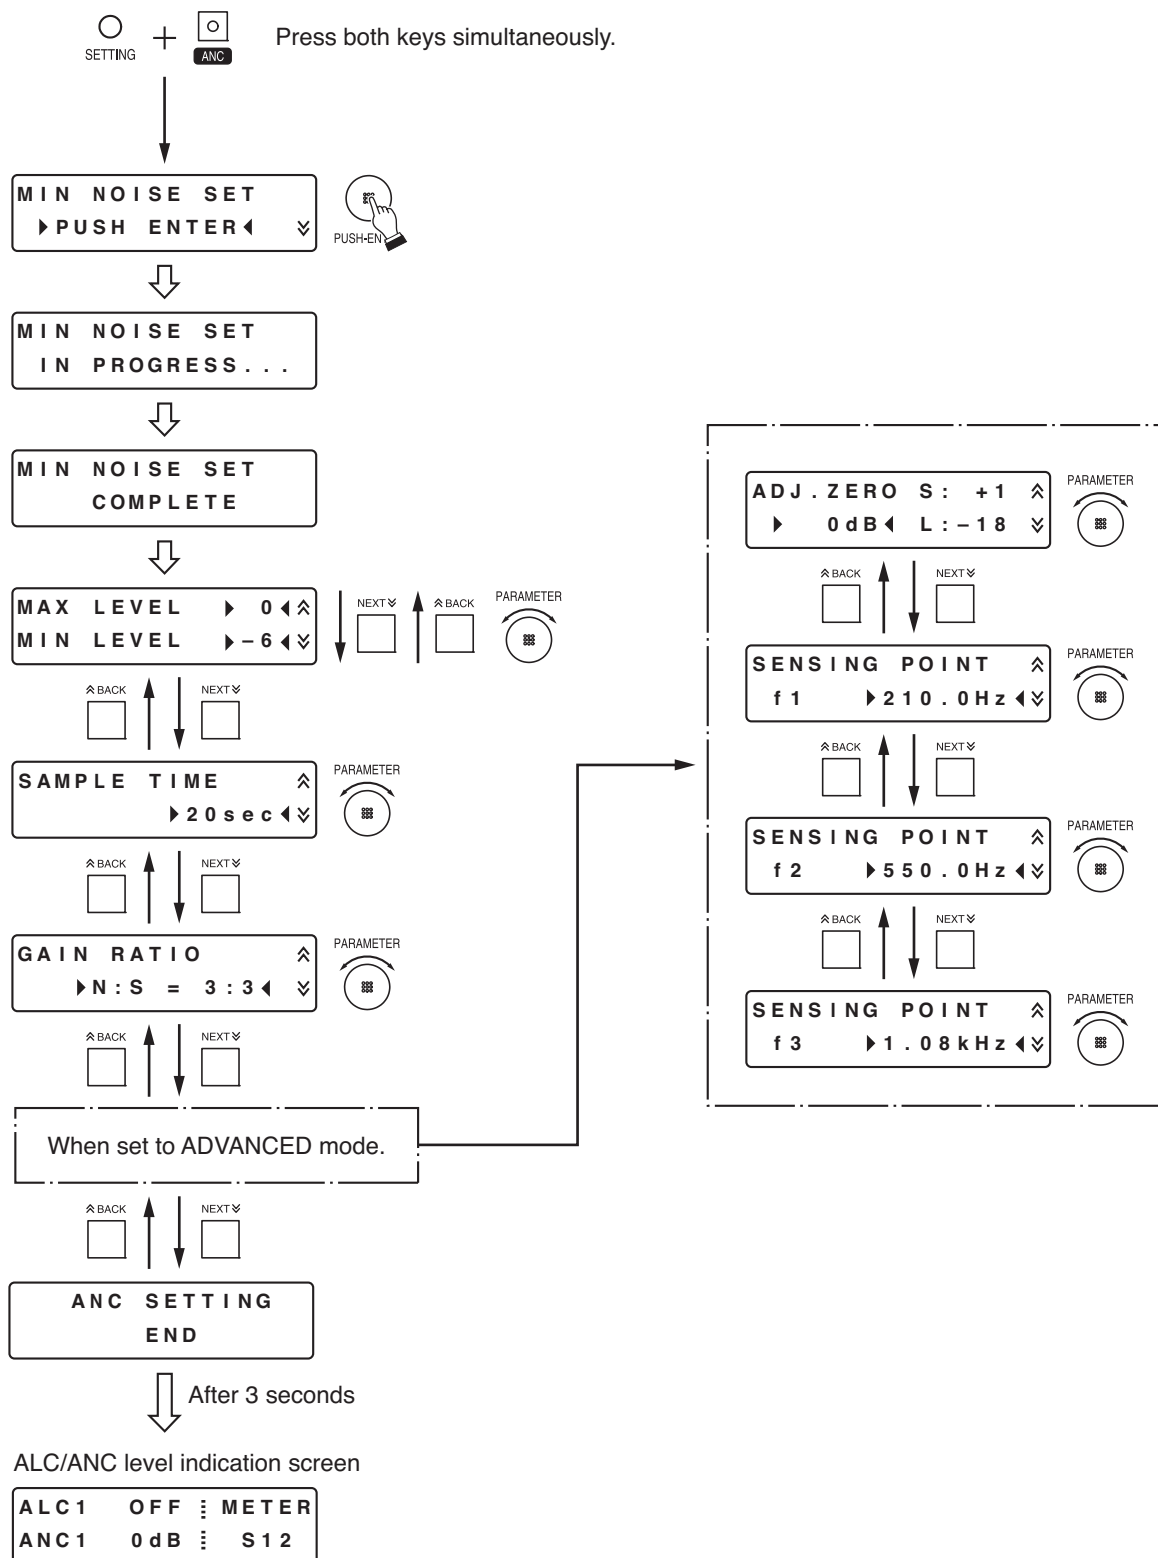 Press both keys simultaneously.
SETTING
+
ANC
MIN NOISE SET
▶PUSH ENTER◀
PUSH-EN
MIN NOISE SET
IN PROGRESS...
MIN NOISE SET
COMPLETE
MAX LEVEL ▶ 0◀
MIN LEVEL ▶–6◀
NEXT
BACK
PARAMETER
BACK
NEXT
SAMPLE TIME
▶20sec◀
PARAMETER
BACK
NEXT
GAIN RATIO
▶N:S = 3:3◀
PARAMETER
BACK
NEXT
When set to ADVANCED mode.
BACK
NEXT
ANC SETTING
END
After 3 seconds
ALC/ANC level indication screen
ALC1 OFF METER
ANC1 0dB S12
ADJ.ZERO S: +1
▶ 0dB◀ L:–18
PARAMETER
BACK
NEXT
SENSING POINT
f1 ▶210.0Hz◀
PARAMETER
BACK
NEXT
SENSING POINT
f2 ▶550.0Hz◀
PARAMETER
BACK
NEXT
SENSING POINT
f3 ▶1.08kHz◀
PARAMETER